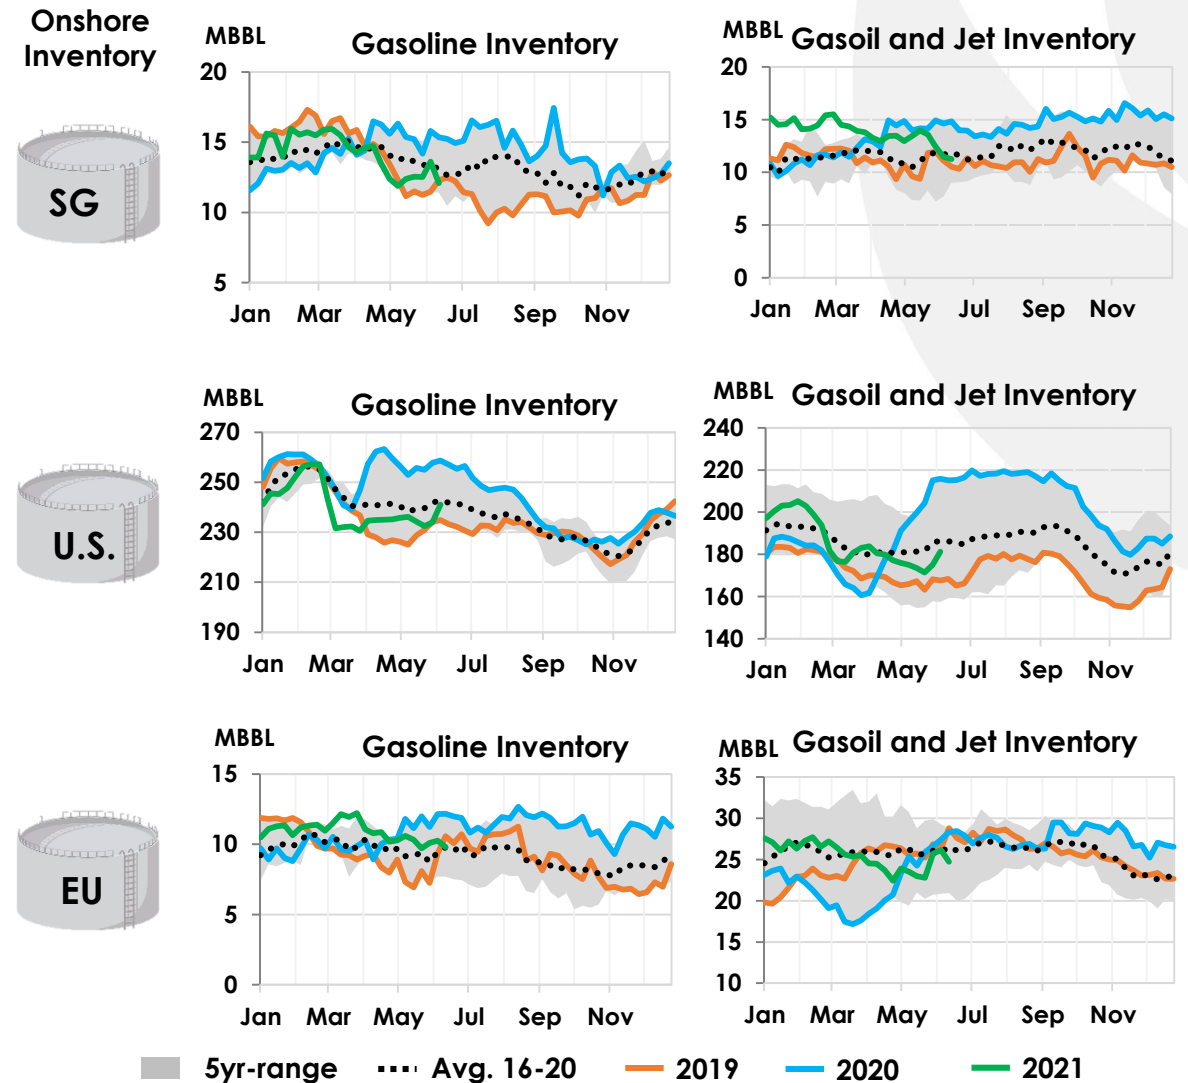 Onshore
Inventory
MBBL
Gasoline Inventory
20
15
10
5
Jan Mar May Jul Sep Nov
MBBL
Gasoil and Jet Inventory
20
15
10
5
0
Jan Mar May Jul Sep Nov
SG
MBBL
Gasoline Inventory
270
250
230
210
190
Jan Mar May Jul Sep Nov
MBBL
Gasoil and Jet Inventory
240
220
200
180
160
140
Jan Mar May Jul Sep Nov
U.S.
MBBL
Gasoline Inventory
15
10
5
0
Jan Mar May Jul Sep Nov
MBBL
Gasoil and Jet Inventory
35
30
25
20
15
10
Jan Mar May Jul Sep Nov
EU
5yr-range Avg. 16-20 2019 2020 2021